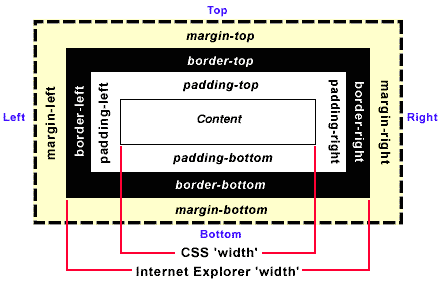 Top
margin-top
border-top
padding-top
Left
margin-left
border-left
padding-left
Content
padding-right
border-right
margin-right
Right
padding-bottom
border-bottom
margin-bottom
Bottom
CSS 'width'
Internet Explorer 'width'